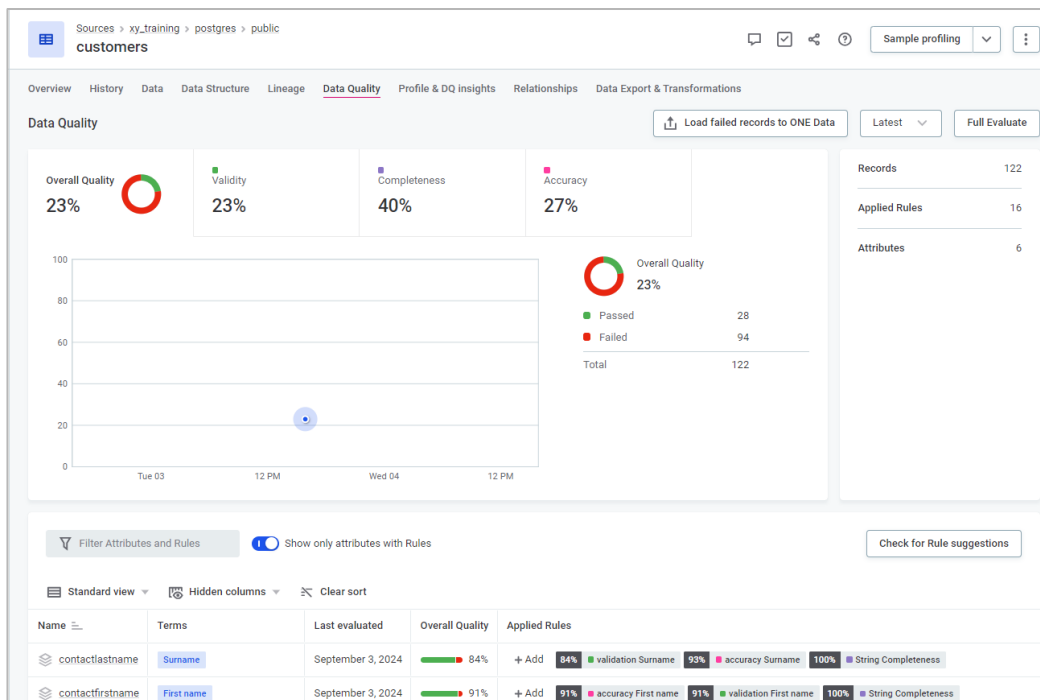 Sources > xy_training > postgres > public
customers
Sample profiling
Overview History Data Data Structure Lineage Data Quality Profile & DQ insights Relationships Data Export & Transformations
Data Quality
Load failed records to ONE Data
Latest
Full Evaluate
Overall Quality
23%
Validity
23%
Completeness
40%
Accuracy
27%
Records 122
Applied Rules 16
Attributes 6
100
80
60
40
20
0
Tue 03 12 PM Wed 04 12 PM
Overall Quality
23%
Passed 28
Failed 94
Total 122
Filter Attributes and Rules
Show only attributes with Rules
Check for Rule suggestions
Standard view Hidden columns Clear sort
Name Terms Last evaluated Overall Quality Applied Rules
contactlastname Surname September 3, 2024 84% + Add 84% validation Surname 93% accuracy Surname 100% String Completeness
contactfirstname First name September 3, 2024 91% + Add 91% accuracy First name 91% validation First name 100% String Completeness